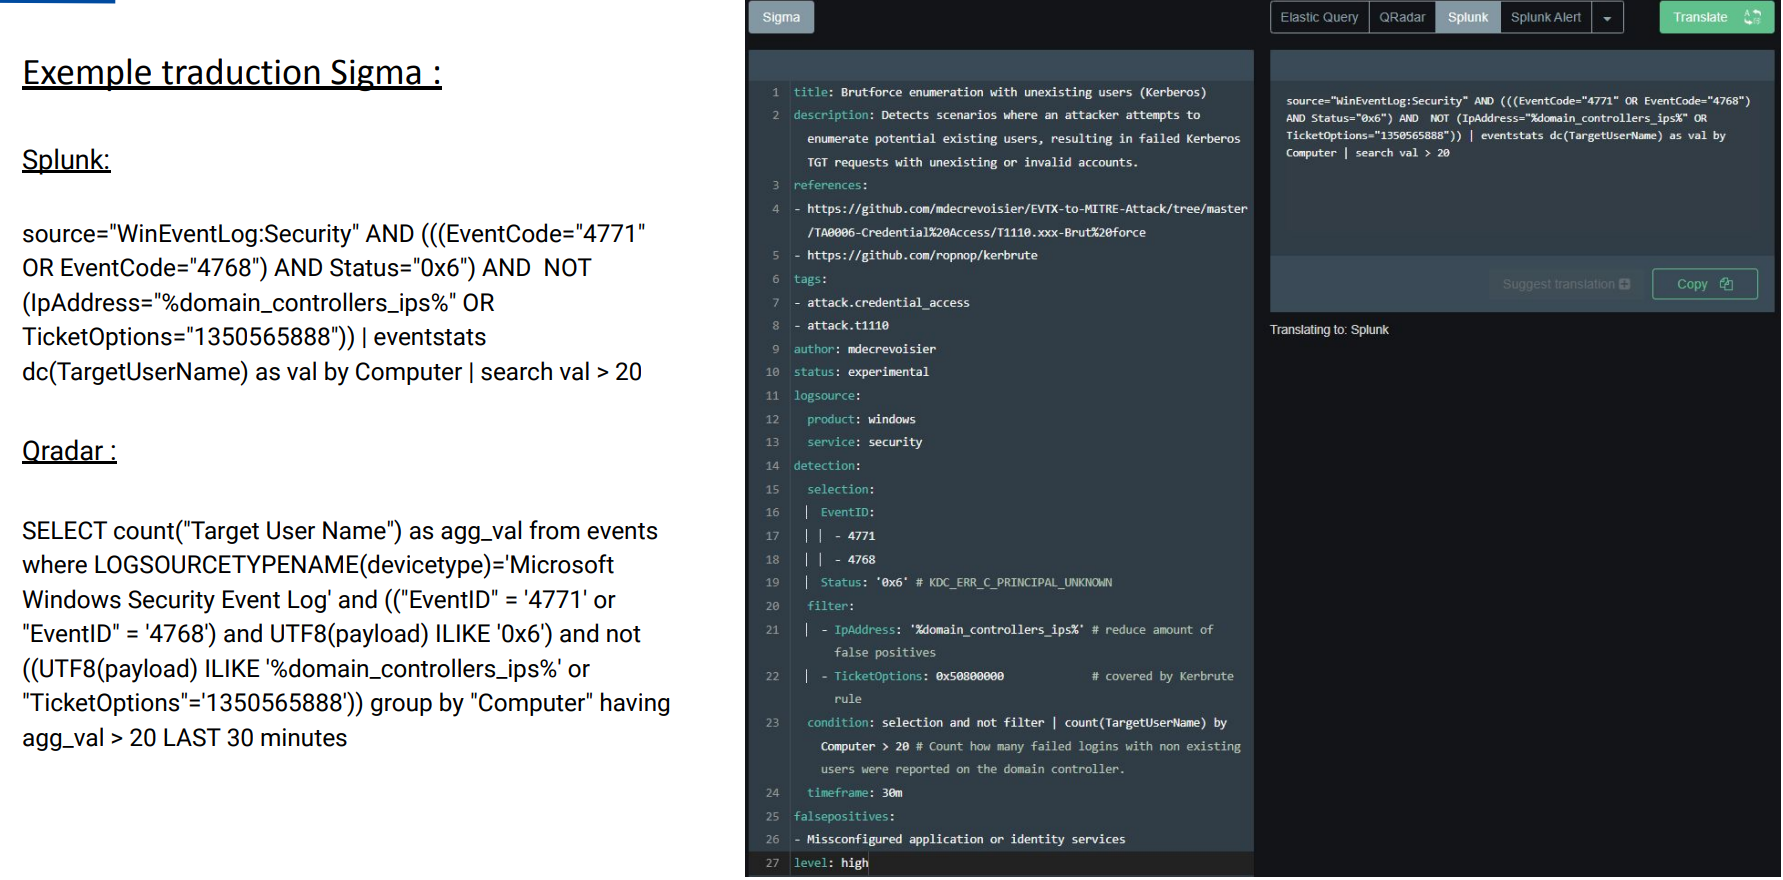 Exemple traduction Sigma :
Splunk:
source="WinEventLog:Security" AND (((EventCode="4771"
OR EventCode="4768") AND Status="0x6") AND  NOT
(IpAddress="%domain_controllers_ips%" OR
TicketOptions="1350565888")) | eventstats
dc(TargetUserName) as val by Computer | search val > 20
Qradar :
SELECT count("Target User Name") as agg_val from events
where LOGSOURCETYPENAME(devicetype)='Microsoft
Windows Security Event Log' and (("EventID" = '4771' or
"EventID" = '4768') and UTF8(payload) ILIKE '0x6') and not
((UTF8(payload) ILIKE '%domain_controllers_ips%' or
"TicketOptions"='1350565888')) group by "Computer" having
agg_val > 20 LAST 30 minutes
Sigma
1 title: Brutforce enumeration with unexisting users (Kerberos)
2 description: Detects scenarios where an attacker attempts to
enumerate potential existing users, resulting in failed Kerberos
TGT requests with unexisting or invalid accounts.
3 references:
4 - https://github.com/mdecrevoisier/EVTX-to-MITRE-Attack/tree/master
/TA0006-Credential%20Access/T1110.xxx-Brut%20force
5 - https://github.com/ropnop/kerbrute
6 tags:
7 - attack.credential_access
8 - attack.t1110
9 author: mdecrevoisier
10 status: experimental
11 logsource:
12 product: windows
13 service: security
14 detection:
15 selection:
16 EventID:
17 - 4771
18 - 4768
19 Status: '0x6' # KDC_ERR_C_PRINCIPAL_UNKNOWN
20 filter:
21 - IpAddress: '%domain_controllers_ips%' # reduce amount of
false positives
22 - TicketOptions: 0x50800000 # covered by Kerbrute
rule
23 condition: selection and not filter | count(TargetUserName) by
Computer > 20 # Count how many failed logins with non existing
users were reported on the domain controller.
24 timeframe: 30m
25 falsepositives:
26 - Missconfigured application or identity services
27 level: high
Elastic Query QRadar Splunk Splunk Alert Translate
source="WinEventLog:Security" AND (((EventCode="4771" OR EventCode="4768")
AND Status="0x6") AND  NOT (IpAddress="%domain_controllers_ips%" OR
TicketOptions="1350565888")) | eventstats dc(TargetUserName) as val by
Computer | search val > 20
Suggest translation Copy
Translating to: Splunk